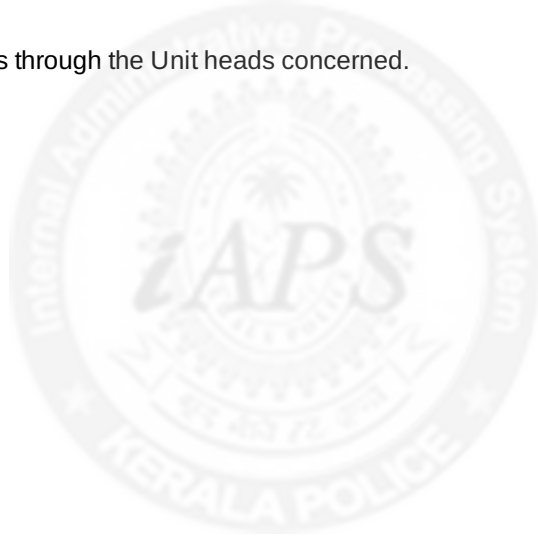 s through the Unit heads concerned.
Internal Administrative Processing System
iAPS
KERALA POLICE